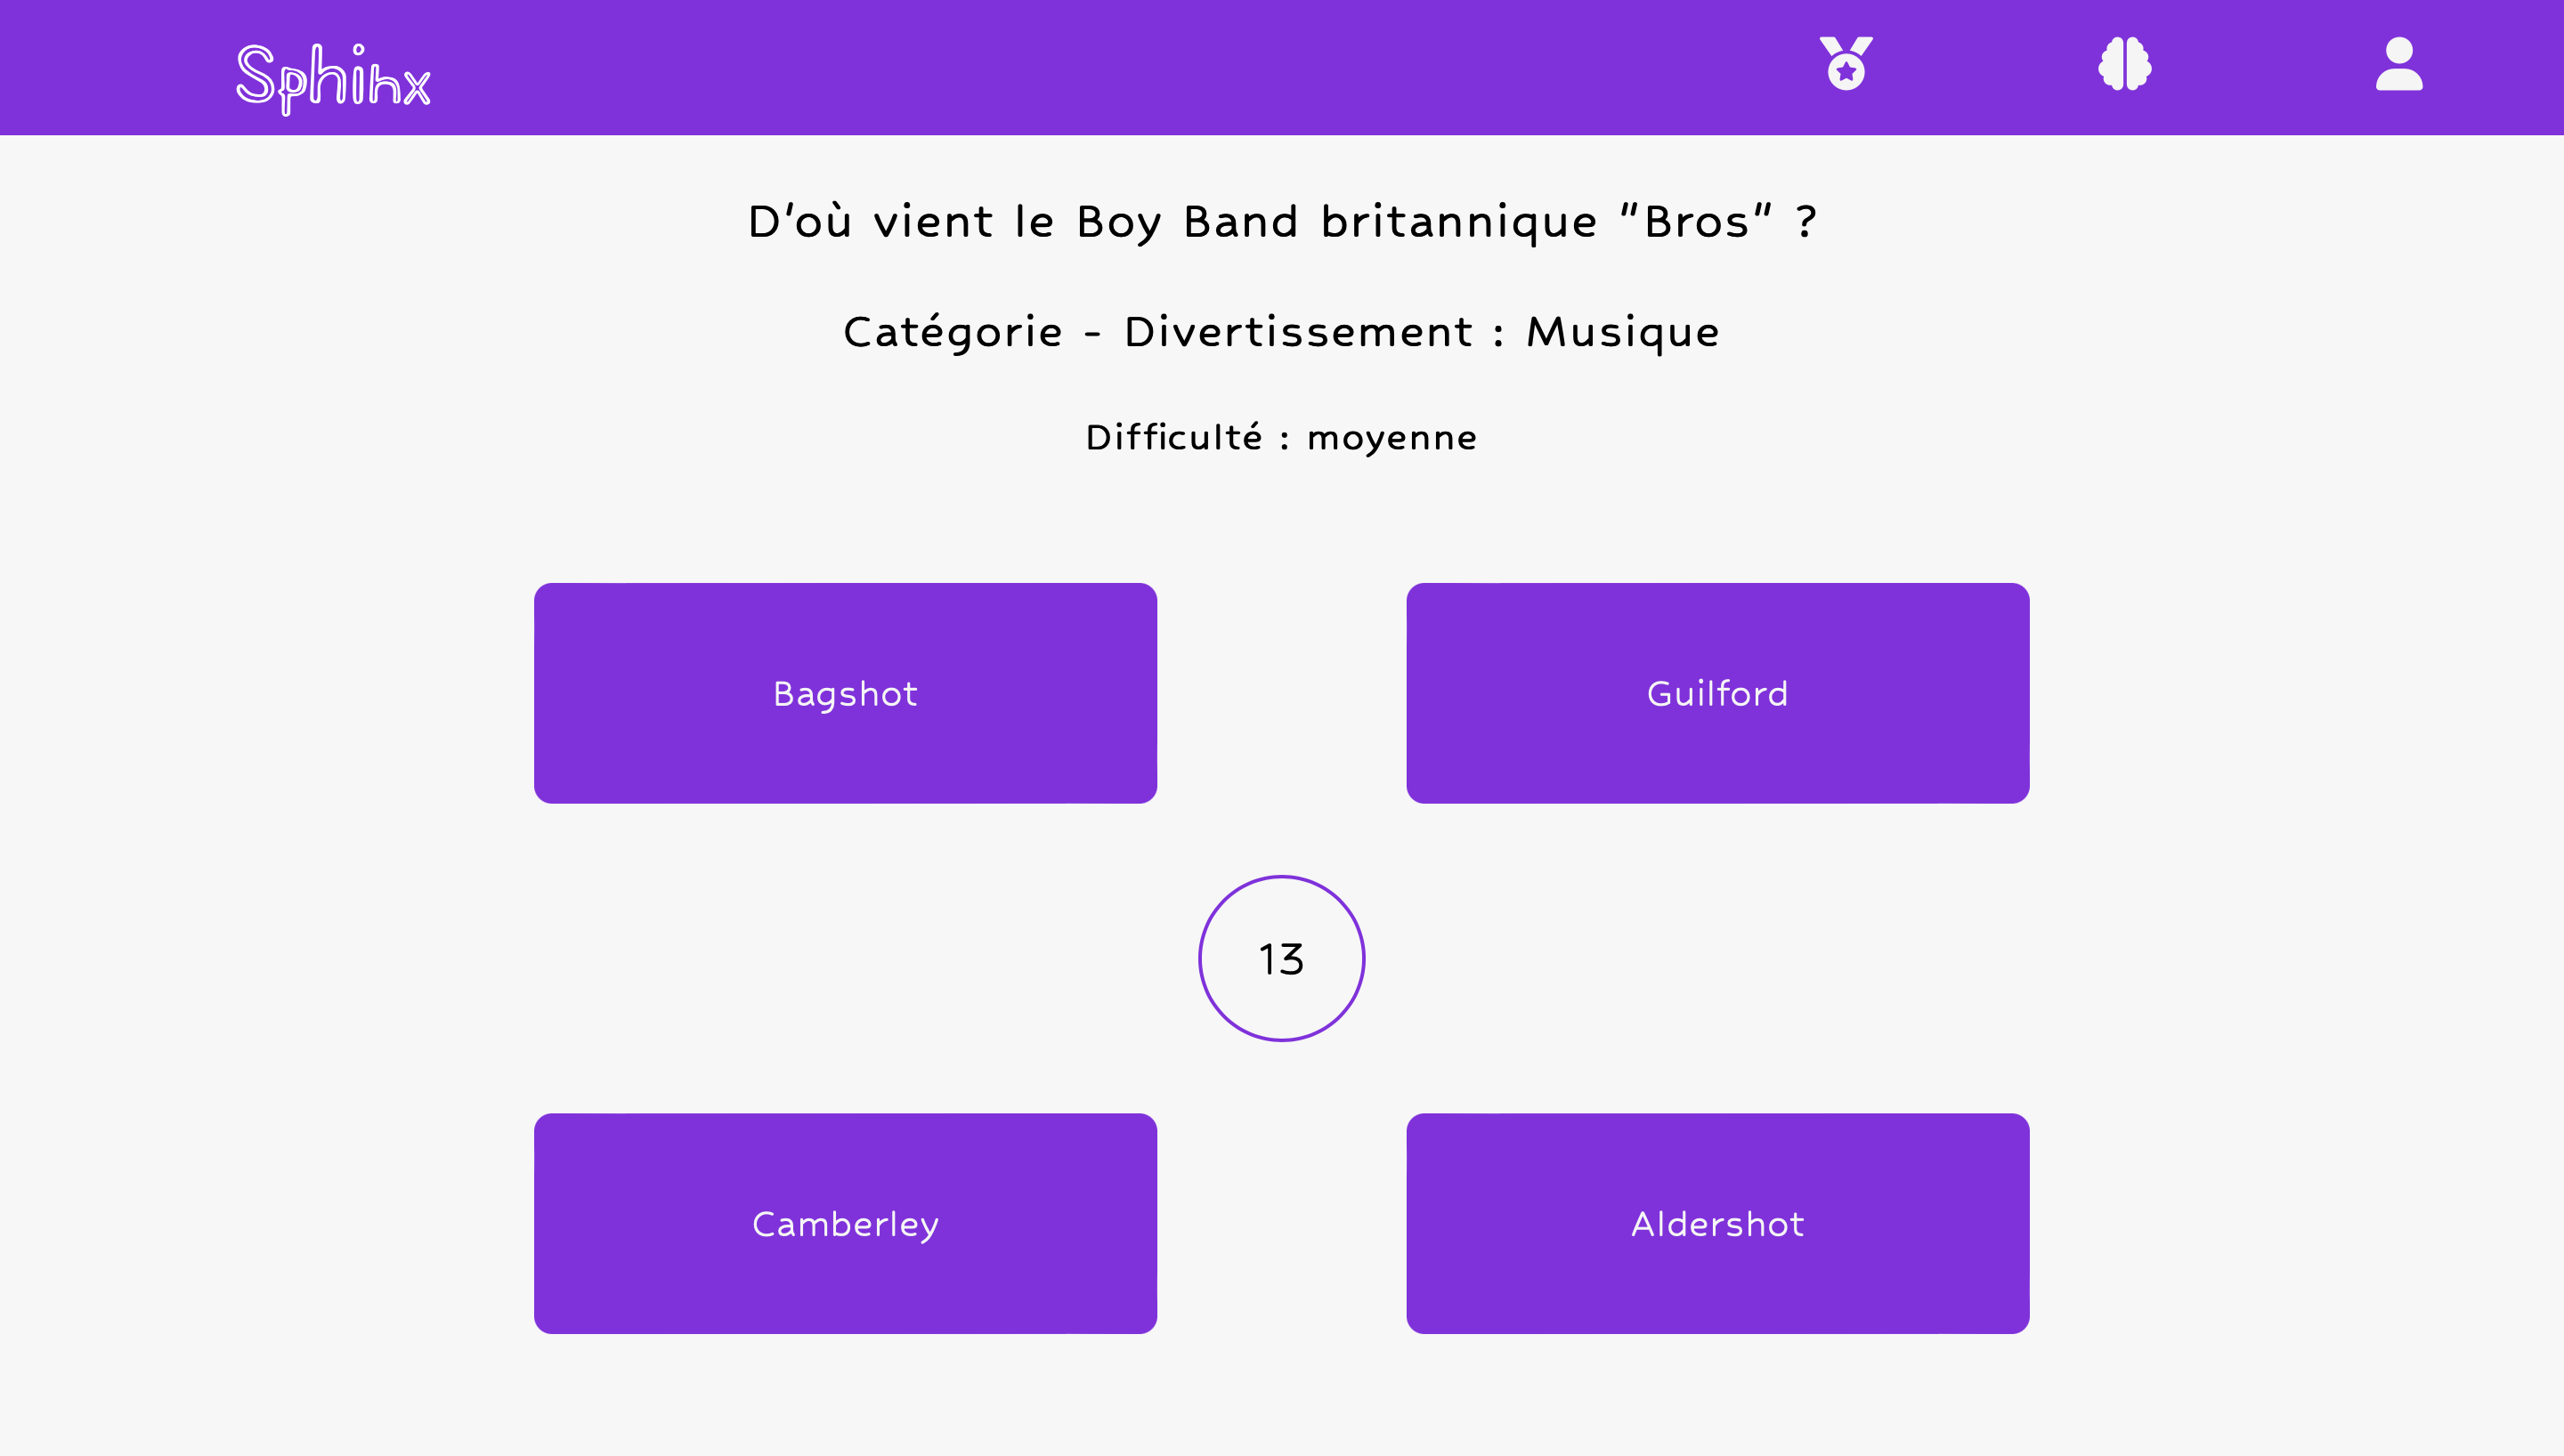 Sphinx
D'où vient le Boy Band britannique "Bros" ?
Catégorie - Divertissement : Musique
Difficulté : moyenne
Bagshot
Guilford
13
Camberley
Aldershot